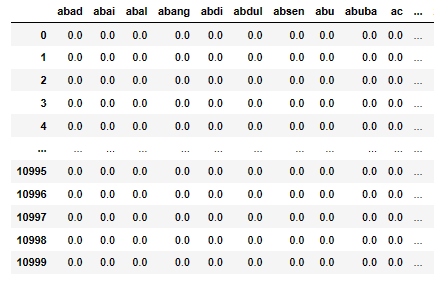 abad abai abal abang abdi abdul absen abu abuba ac ...
0 0.0 0.0 0.0 0.0 0.0 0.0 0.0 0.0 0.0 0.0 ...
1 0.0 0.0 0.0 0.0 0.0 0.0 0.0 0.0 0.0 0.0 ...
2 0.0 0.0 0.0 0.0 0.0 0.0 0.0 0.0 0.0 0.0 ...
3 0.0 0.0 0.0 0.0 0.0 0.0 0.0 0.0 0.0 0.0 ...
4 0.0 0.0 0.0 0.0 0.0 0.0 0.0 0.0 0.0 0.0 ...
... ... ... ... ... ... ... ... ... ... ... ...
10995 0.0 0.0 0.0 0.0 0.0 0.0 0.0 0.0 0.0 0.0 ...
10996 0.0 0.0 0.0 0.0 0.0 0.0 0.0 0.0 0.0 0.0 ...
10997 0.0 0.0 0.0 0.0 0.0 0.0 0.0 0.0 0.0 0.0 ...
10998 0.0 0.0 0.0 0.0 0.0 0.0 0.0 0.0 0.0 0.0 ...
10999 0.0 0.0 0.0 0.0 0.0 0.0 0.0 0.0 0.0 0.0 ...